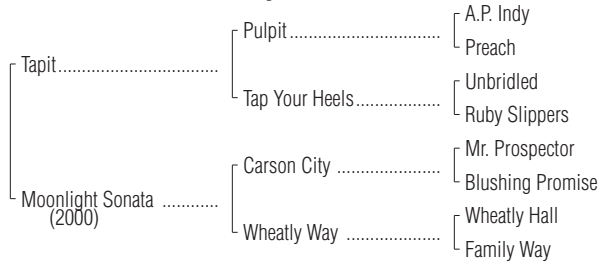 A.P. Indy
Pulpit........................................
Preach
Tapit.................................
Unbridled
Tap Your Heels..................
Ruby Slippers
Mr. Prospector
Carson City ......................
Blushing Promise
Moonlight Sonata ............
(2000)
Wheatly Hall
Wheatly Way ....................
Family Way